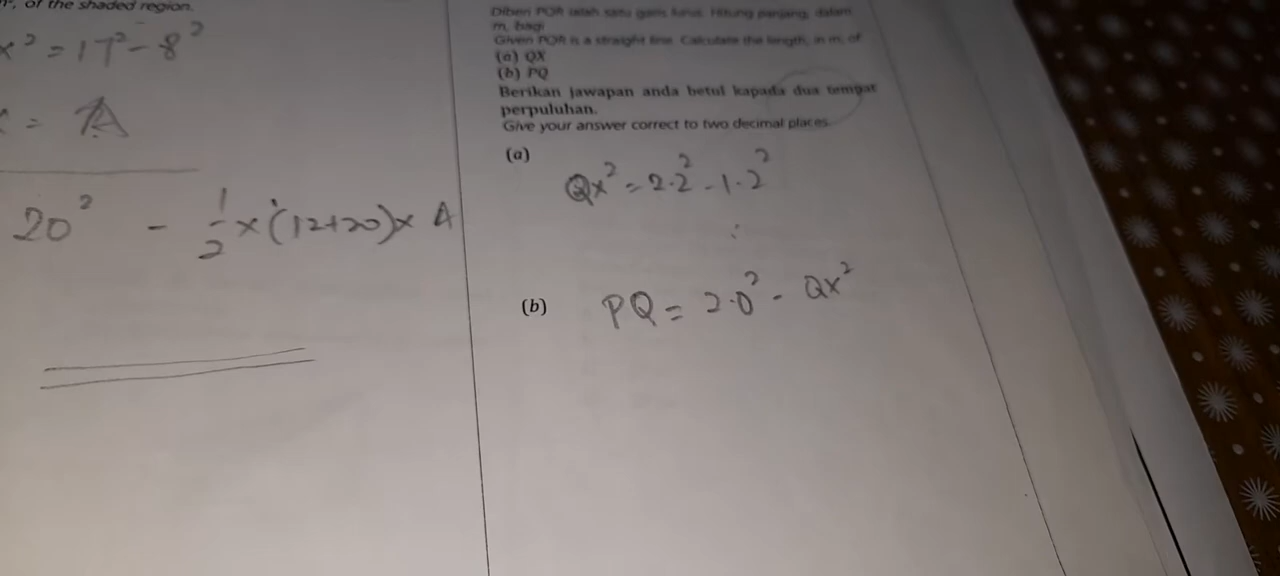 of the shaded region.
x² = 17² - 8²
= A
20² - 1/2 × (12+20) × A
Diberi PQR ialah satu garis lurus. Hitung panjang, dalam
m, bagi
Given PQR is a straight line. Calculate the length, in m, of
(a) QX
(b) PQ
Berikan jawapan anda betul kepada dua tempat
perpuluhan.
Give your answer correct to two decimal places.
(a)
QX² = 2.2² - 1.2²
:
(b) PQ = 2.0² - QX²